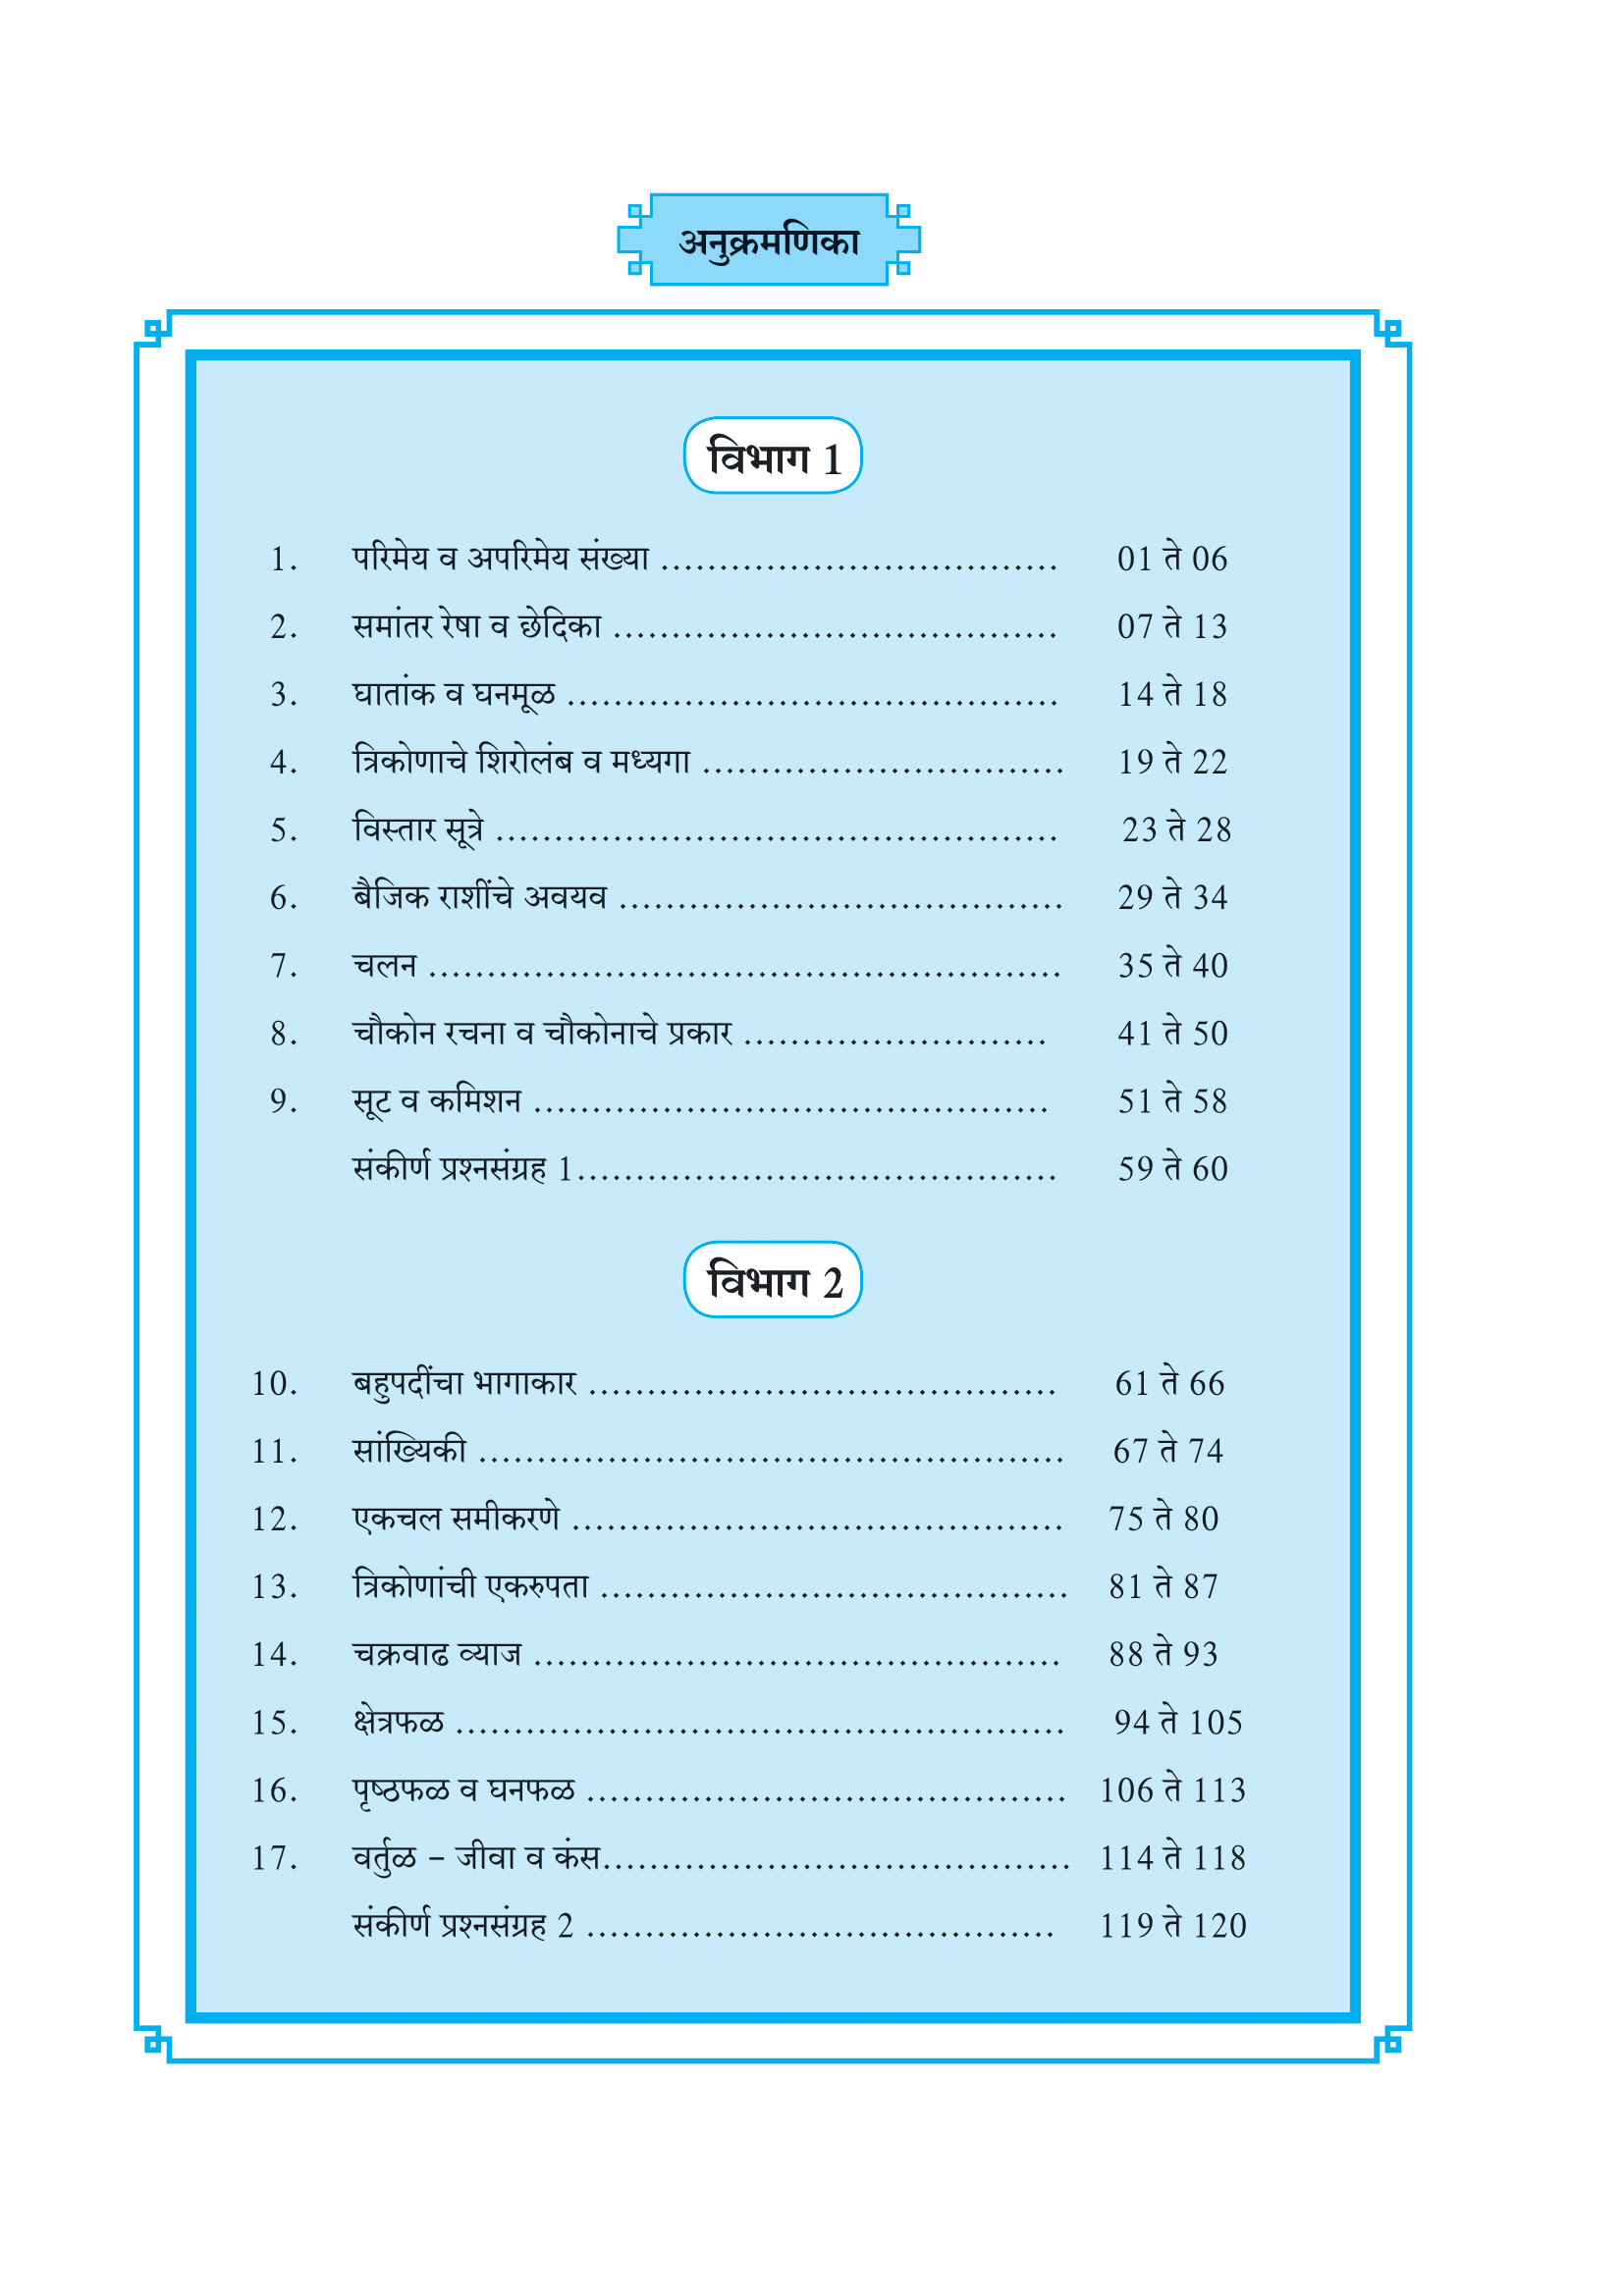 अनुक्रमणिका
विभाग 1
1. परिमेय व अपरिमेय संख्या .................................. 01 ते 06
2. समांतर रेषा व छेदिका ...................................... 07 ते 13
3. घातांक व घनमूळ .......................................... 14 ते 18
4. त्रिकोणाचे शिरोलंब व मध्यगा ............................... 19 ते 22
5. विस्तार सूत्रे ................................................ 23 ते 28
6. बैजिक राशींचे अवयव ...................................... 29 ते 34
7. चलन ...................................................... 35 ते 40
8. चौकोन रचना व चौकोनाचे प्रकार .......................... 41 ते 50
9. सूट व कमिशन ............................................ 51 ते 58
संकीर्ण प्रश्नसंग्रह 1......................................... 59 ते 60
विभाग 2
10. बहुपदींचा भागाकार ........................................ 61 ते 66
11. सांख्यिकी .................................................. 67 ते 74
12. एकचल समीकरणे .......................................... 75 ते 80
13. त्रिकोणांची एकरुपता ........................................ 81 ते 87
14. चक्रवाढ व्याज ............................................. 88 ते 93
15. क्षेत्रफळ .................................................... 94 ते 105
16. पृष्ठफळ व घनफळ ......................................... 106 ते 113
17. वर्तुळ - जीवा व कंस........................................ 114 ते 118
संकीर्ण प्रश्नसंग्रह 2 ........................................ 119 ते 120